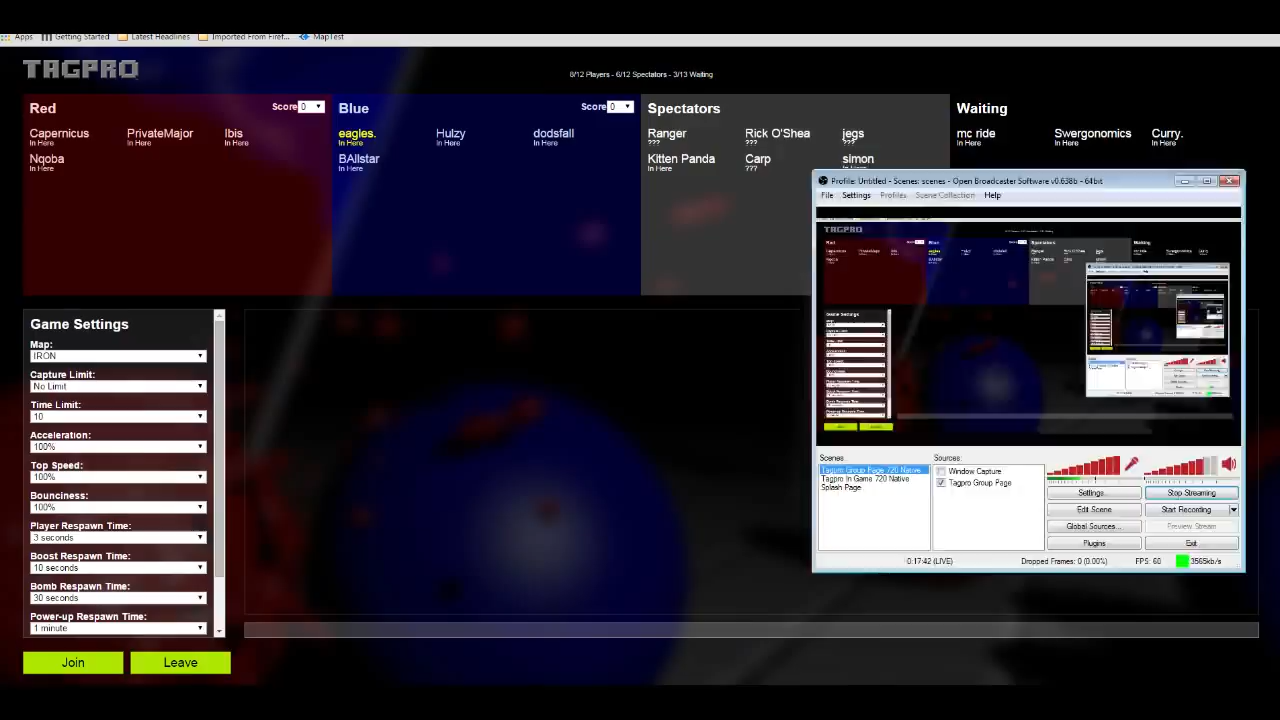 Apps Getting Started Latest Headlines Imported From Firef... MapTest
TAGPRO
8/12 Players - 6/12 Spectators - 3/13 Waiting
Red Score 0
Capernicus PrivateMajor Ibis
In Here In Here In Here
Nqoba
In Here
Blue Score 0
eagles. Hulzy dodsfall
In Here In Here In Here
BAllstar
In Here
Spectators
Ranger Rick O'Shea jegs
??? ??? ???
Kitten Panda Carp simon
In Here ??? In Here
Waiting
mc ride Swergonomics Curry.
In Here In Here In Here
Game Settings
Map:
IRON
Capture Limit:
No Limit
Time Limit:
10
Acceleration:
100%
Top Speed:
100%
Bounciness:
100%
Player Respawn Time:
3 seconds
Boost Respawn Time:
10 seconds
Bomb Respawn Time:
30 seconds
Power-up Respawn Time:
1 minute
Join Leave
Profile: Untitled - Scenes: scenes - Open Broadcaster Software v0.638b - 64bit
File Settings Profiles Scene Collection Help
TAGPRO
Scenes:
Tagpro Group Page 720 Native
Tagpro In Game 720 Native
Splash Page
Sources:
Window Capture
Tagpro Group Page
Settings... Stop Streaming
Edit Scene Start Recording
Global Sources... Preview Stream
Plugins Exit
0:17:42 (LIVE) Dropped Frames: 0 (0.00%) FPS: 60 3565kb/s